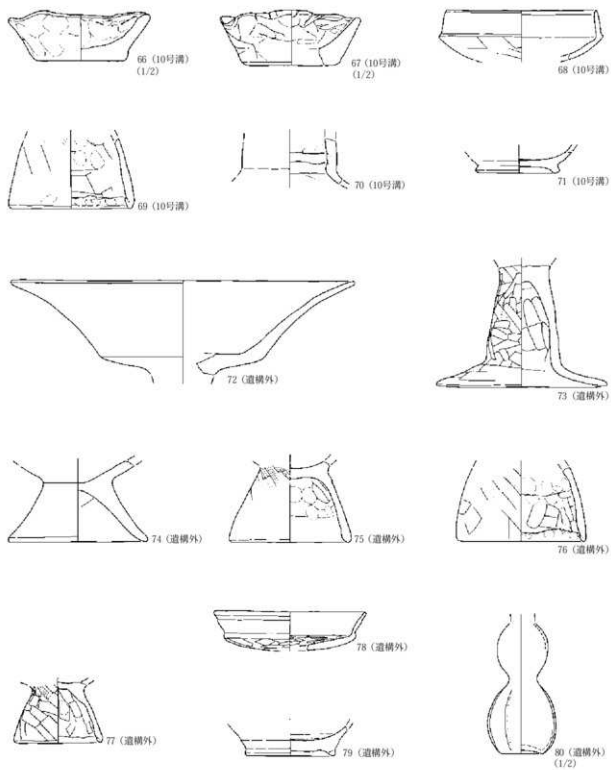 66 (10号溝)
(1/2)
67 (10号溝)
(1/2)
68 (10号溝)
69 (10号溝)
70 (10号溝)
71 (10号溝)
72 (遺構外)
73 (遺構外)
74 (遺構外)
75 (遺構外)
76 (遺構外)
77 (遺構外)
78 (遺構外)
79 (遺構外)
80 (遺構外)
(1/2)